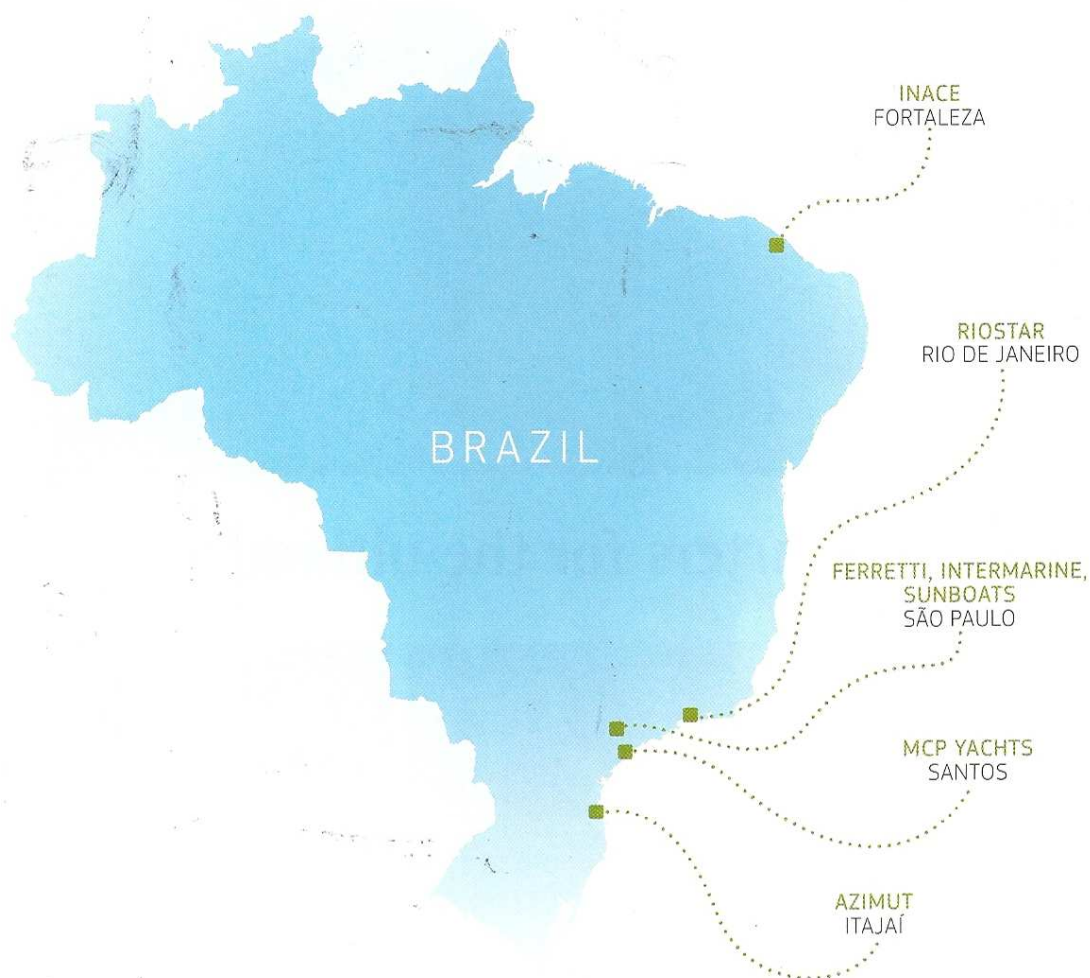 INACE
FORTALEZA
RIOSTAR
RIO DE JANEIRO
BRAZIL
FERRETTI, INTERMARINE,
SUNBOATS
SÃO PAULO
MCP YACHTS
SANTOS
AZIMUT
ITAJAÍ